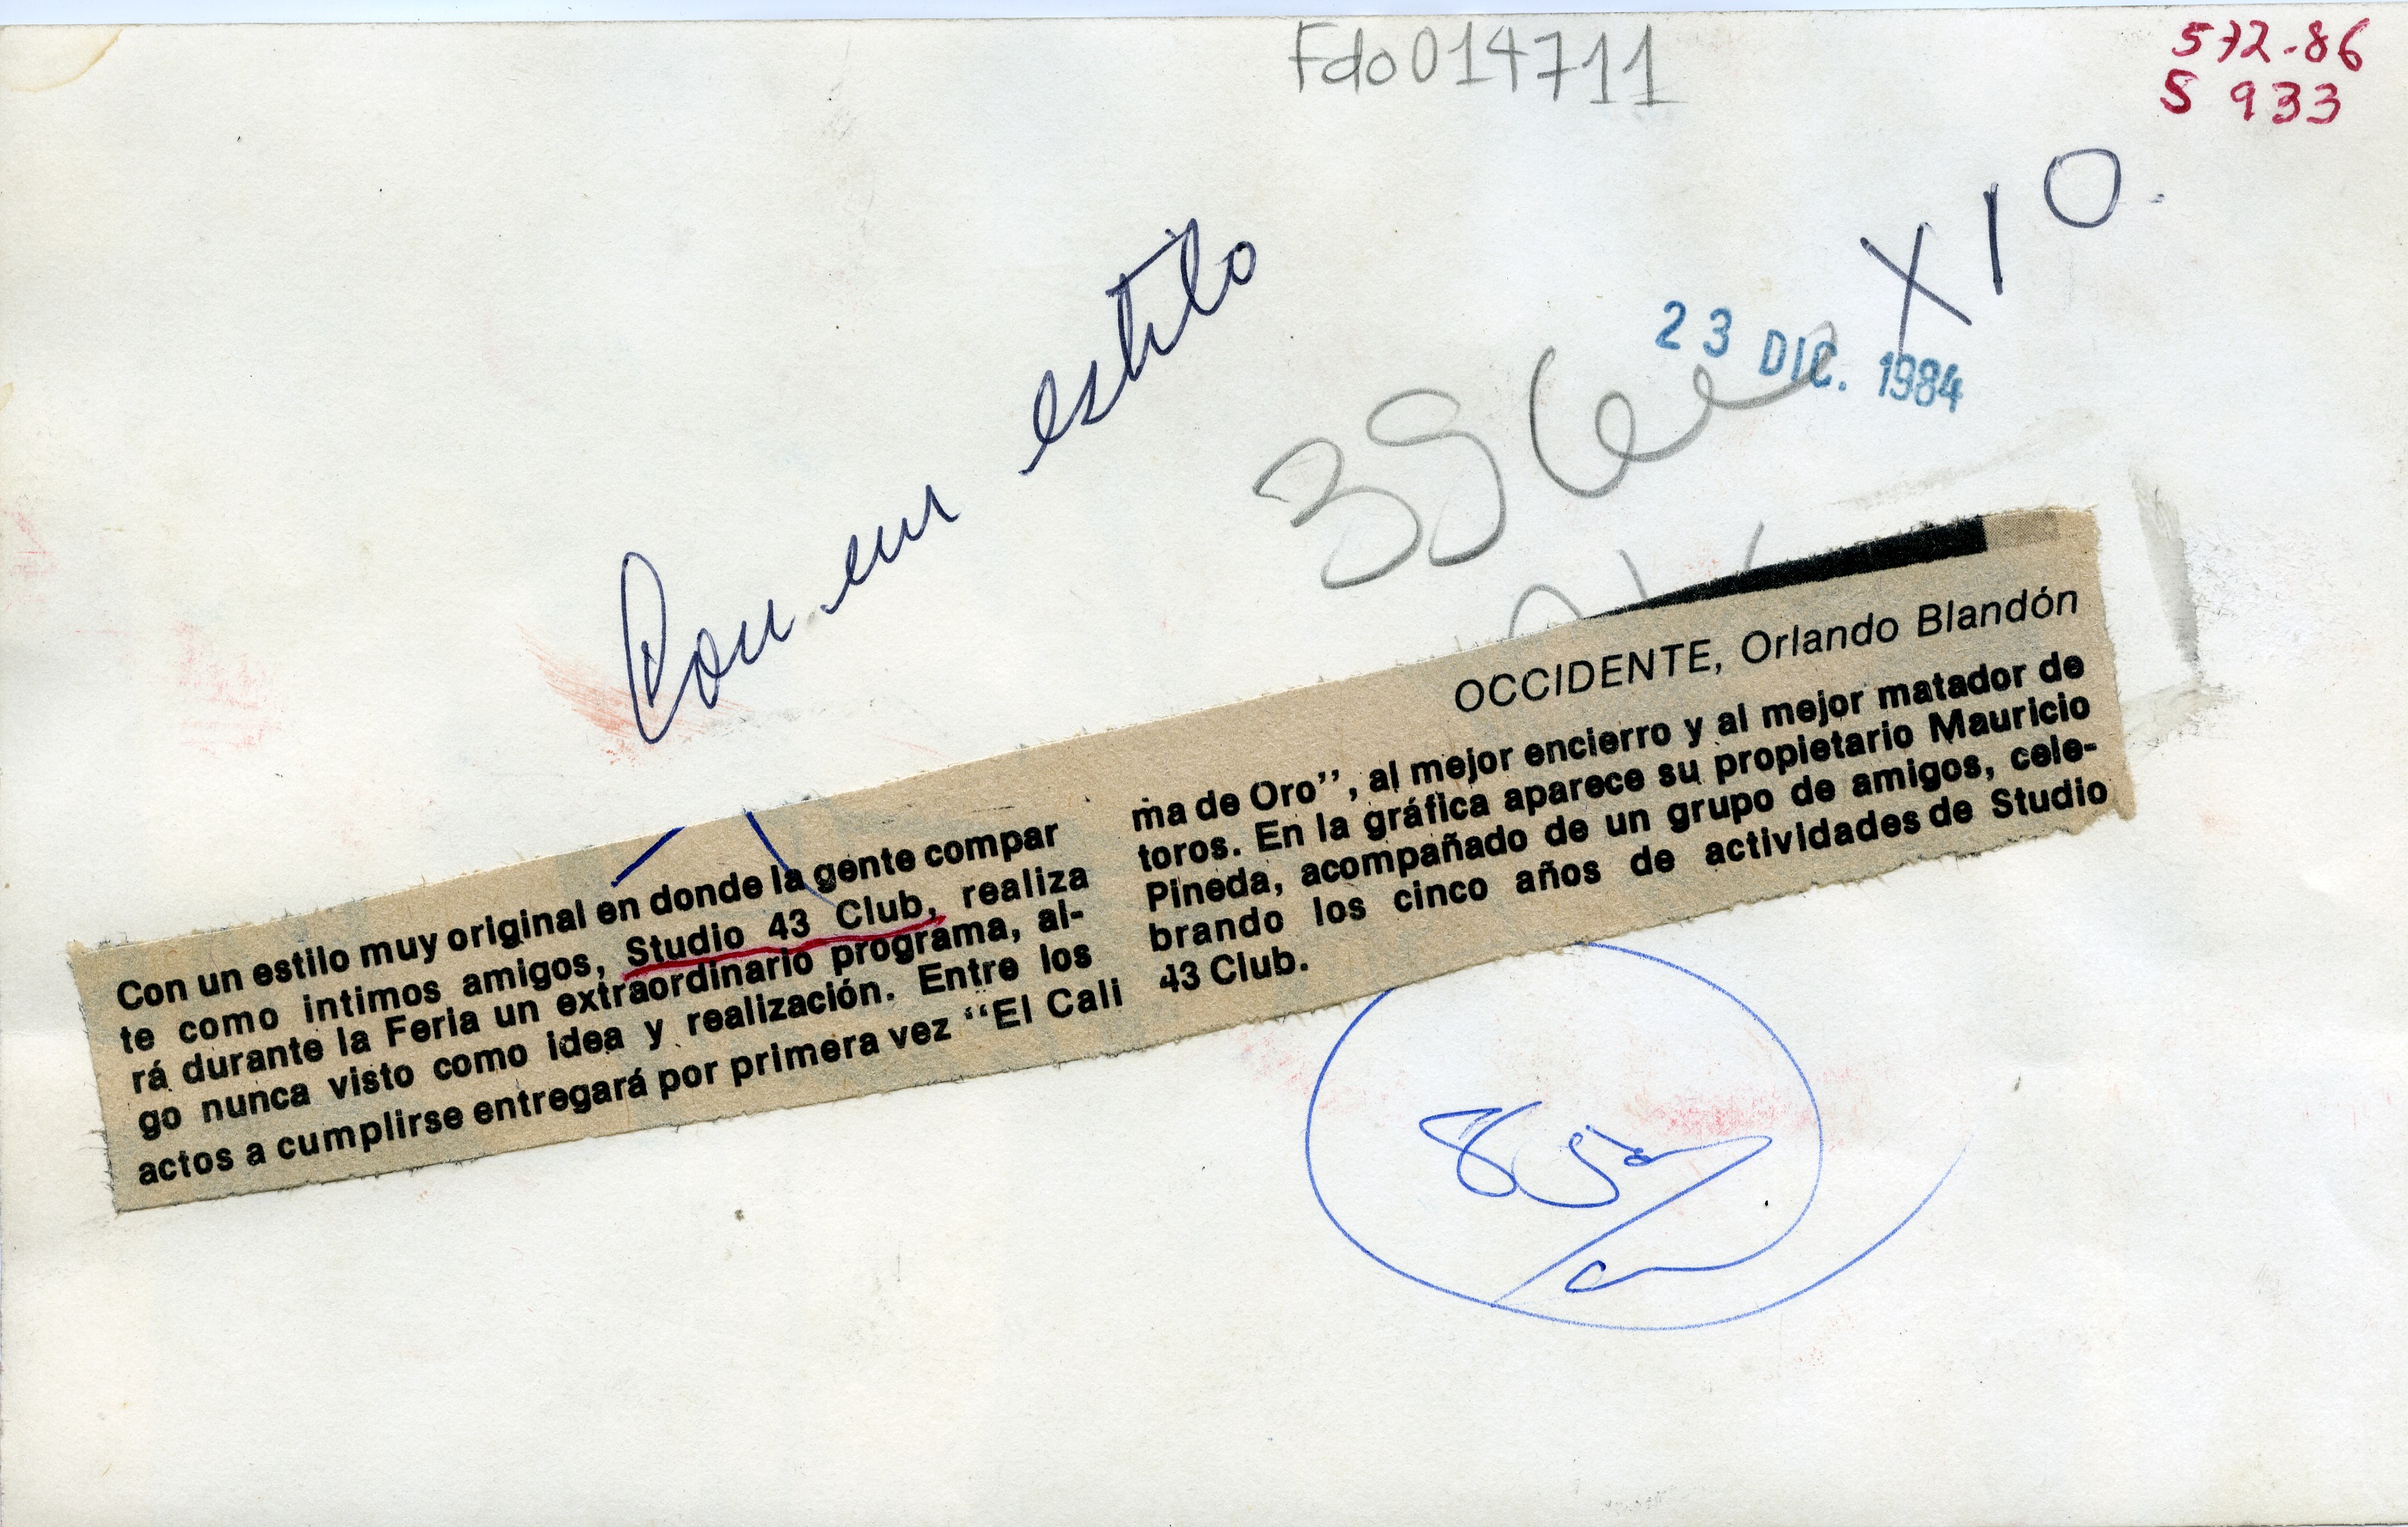 Fdo014711
572-86
S 933
X10.
Con un estilo
23 DIC. 1984
OCCIDENTE, Orlando Blandón
Con un estilo muy original en donde la gente compar
te como intimos amigos, Studio 43 Club, realiza
rá durante la Feria un extraordinario programa, al-
go nunca visto como idea y realización. Entre los
actos a cumplirse entregará por primera vez "El Cali
ma de Oro", al mejor encierro y al mejor matador de
toros. En la gráfica aparece su propietario Mauricio
Pineda, acompañado de un grupo de amigos, cele-
brando los cinco años de actividades de Studio
43 Club.